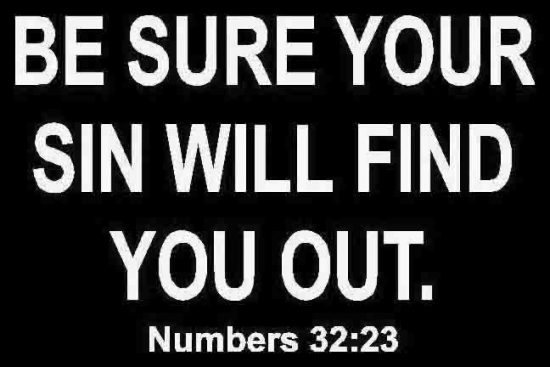 BE SURE YOUR
SIN WILL FIND
YOU OUT.
Numbers 32:23